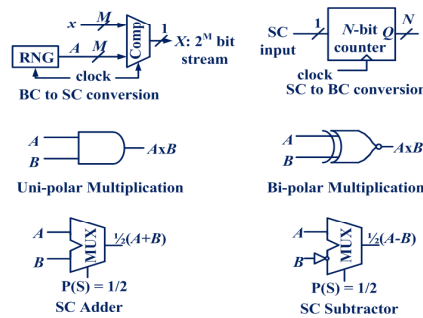 x M
RNG A M Comp 1 X: 2^M bit stream
clock
BC to SC conversion
SC input 1 N-bit counter Q N
clock
SC to BC conversion
A
B
AxB
Uni-polar Multiplication
A
B
AxB
Bi-polar Multiplication
A
B
MUX
½(A+B)
P(S) = 1/2
SC Adder
A
B
MUX
½(A-B)
P(S) = 1/2
SC Subtractor